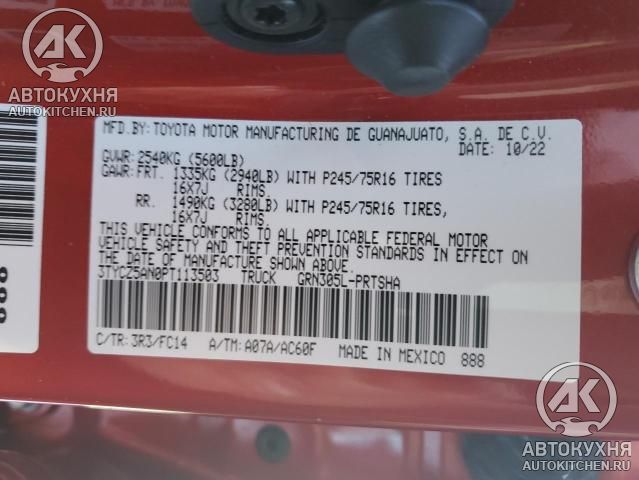 АК
АВТОКУХНЯ
AUTOKITCHEN.RU
MFD.BY:TOYOTA MOTOR MANUFACTURING DE GUANAJUATO, S.A. DE C.V.
DATE: 10/22
GVWR:2540KG (5600LB)
GAWR:FRT. 1335KG (2940LB) WITH P245/75R16 TIRES
16X7J RIMS.
RR. 1490KG (3280LB) WITH P245/75R16 TIRES,
16X7J RIMS.
THIS VEHICLE CONFORMS TO ALL APPLICABLE FEDERAL MOTOR
VEHICLE SAFETY AND THEFT PREVENTION STANDARDS IN EFFECT ON
THE DATE OF MANUFACTURE SHOWN ABOVE.
3TYCZ5AN0PT113503 TRUCK GRN305L-PRTSHA
C/TR:3R3/FC14 A/TM:A07A/AC60F MADE IN MEXICO 888
888
АК
АВТОКУХНЯ
AUTOKITCHEN.RU